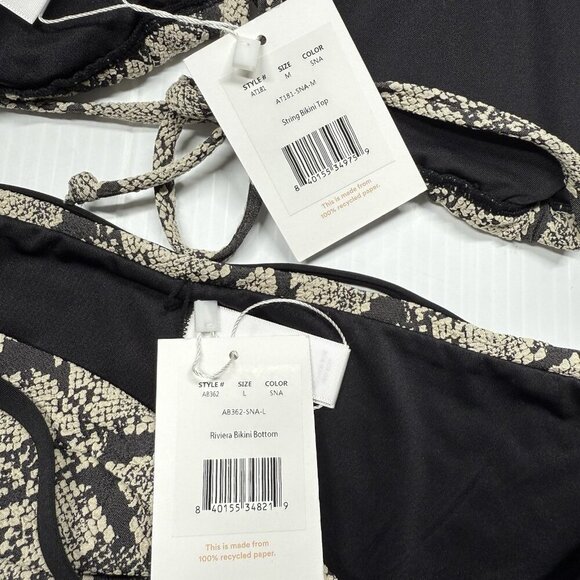 STYLE # SIZE COLOR
AT181 M SNA
AT181-SNA-M
String Bikini Top
8 40155 34975 9
This is made from
100% recycled paper.
STYLE # SIZE COLOR
AB362 L SNA
AB362-SNA-L
Riviera Bikini Bottom
8 40155 34821 9
This is made from
100% recycled paper.